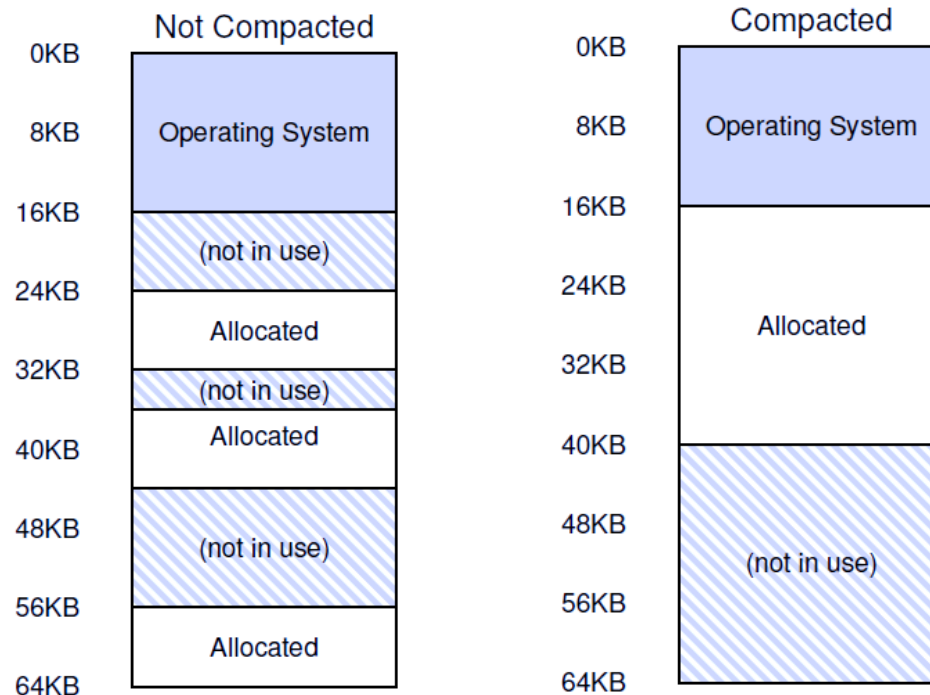 Not Compacted
0KB
8KB
Operating System
16KB
(not in use)
24KB
Allocated
32KB
(not in use)
Allocated
40KB
48KB
(not in use)
56KB
Allocated
64KB
Compacted
0KB
8KB
Operating System
16KB
24KB
Allocated
32KB
40KB
48KB
(not in use)
56KB
64KB